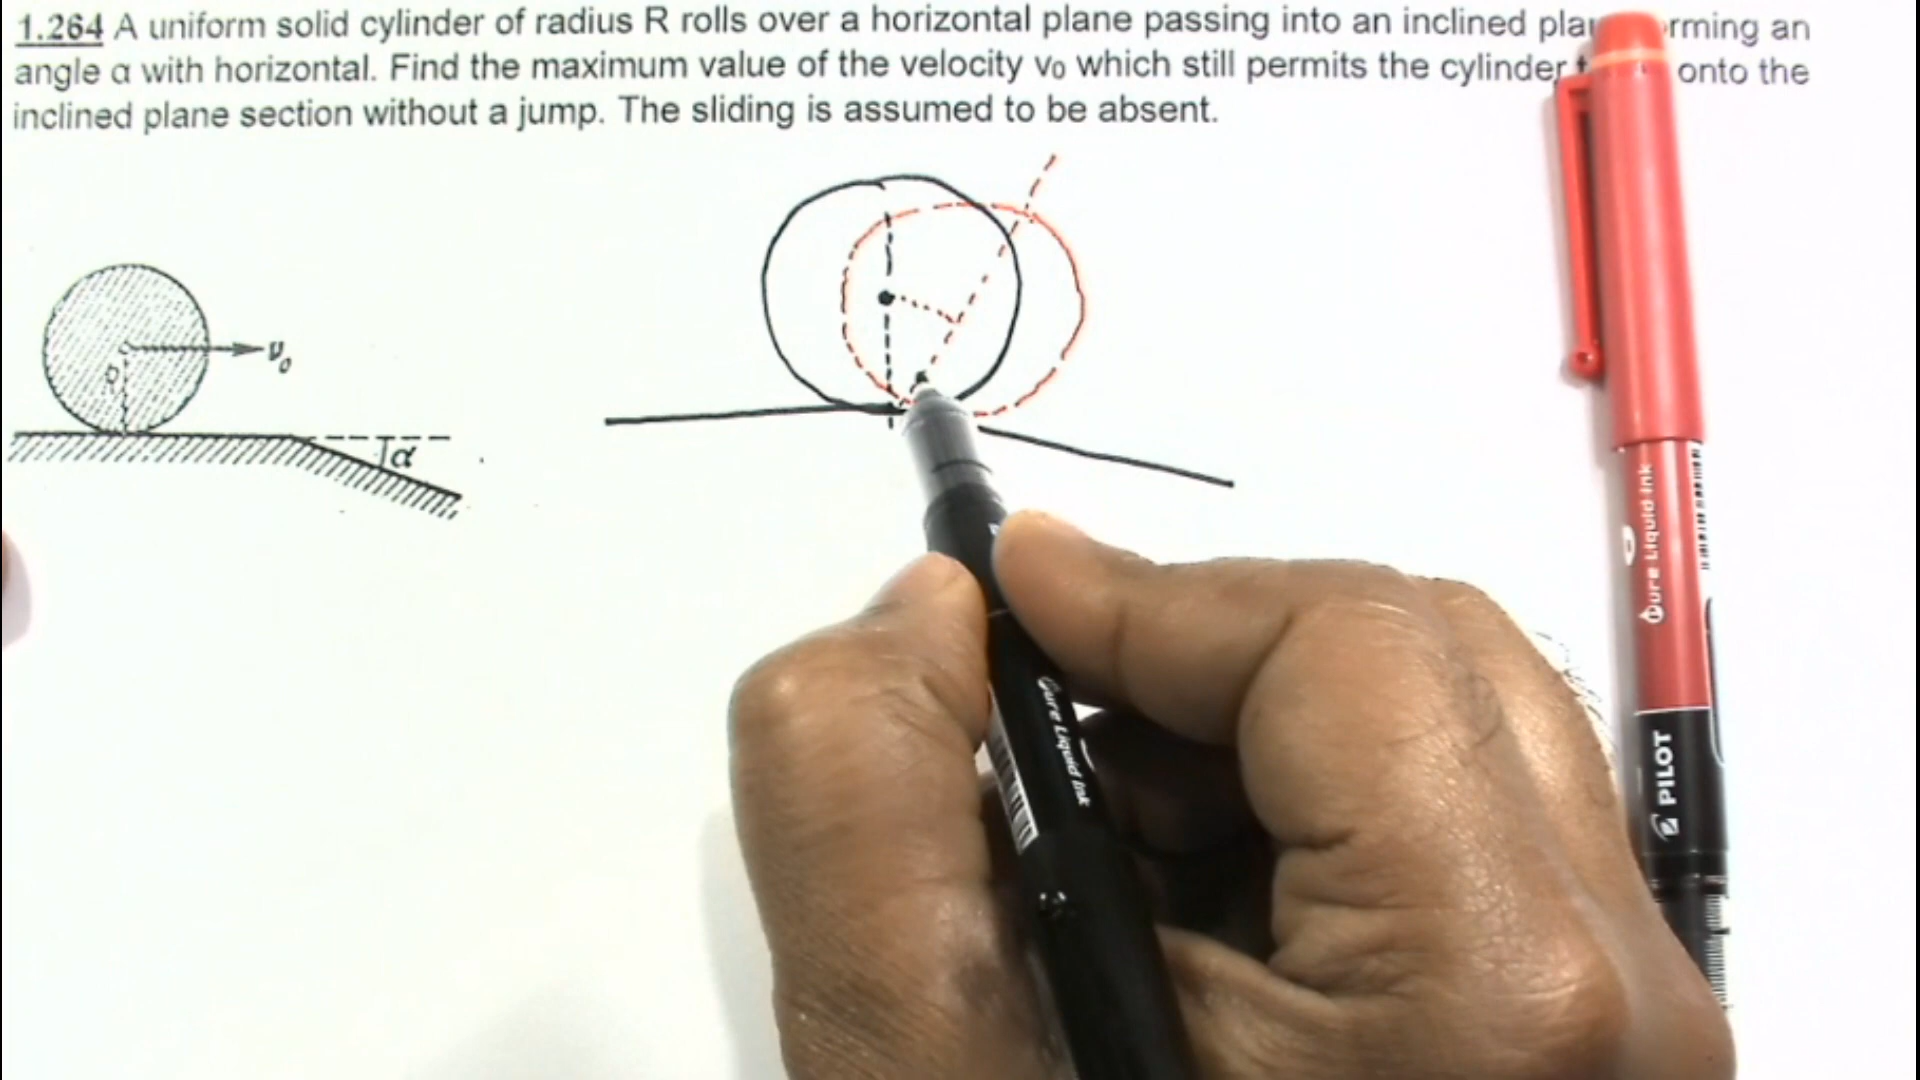 1.264 A uniform solid cylinder of radius R rolls over a horizontal plane passing into an inclined rming an
angle α with horizontal. Find the maximum value of the velocity v₀ which still permits the cylinder onto the
inclined plane section without a jump. The sliding is assumed to be absent.
v₀
α
Pure Liquid Ink
PILOT
Pure Liquid Ink